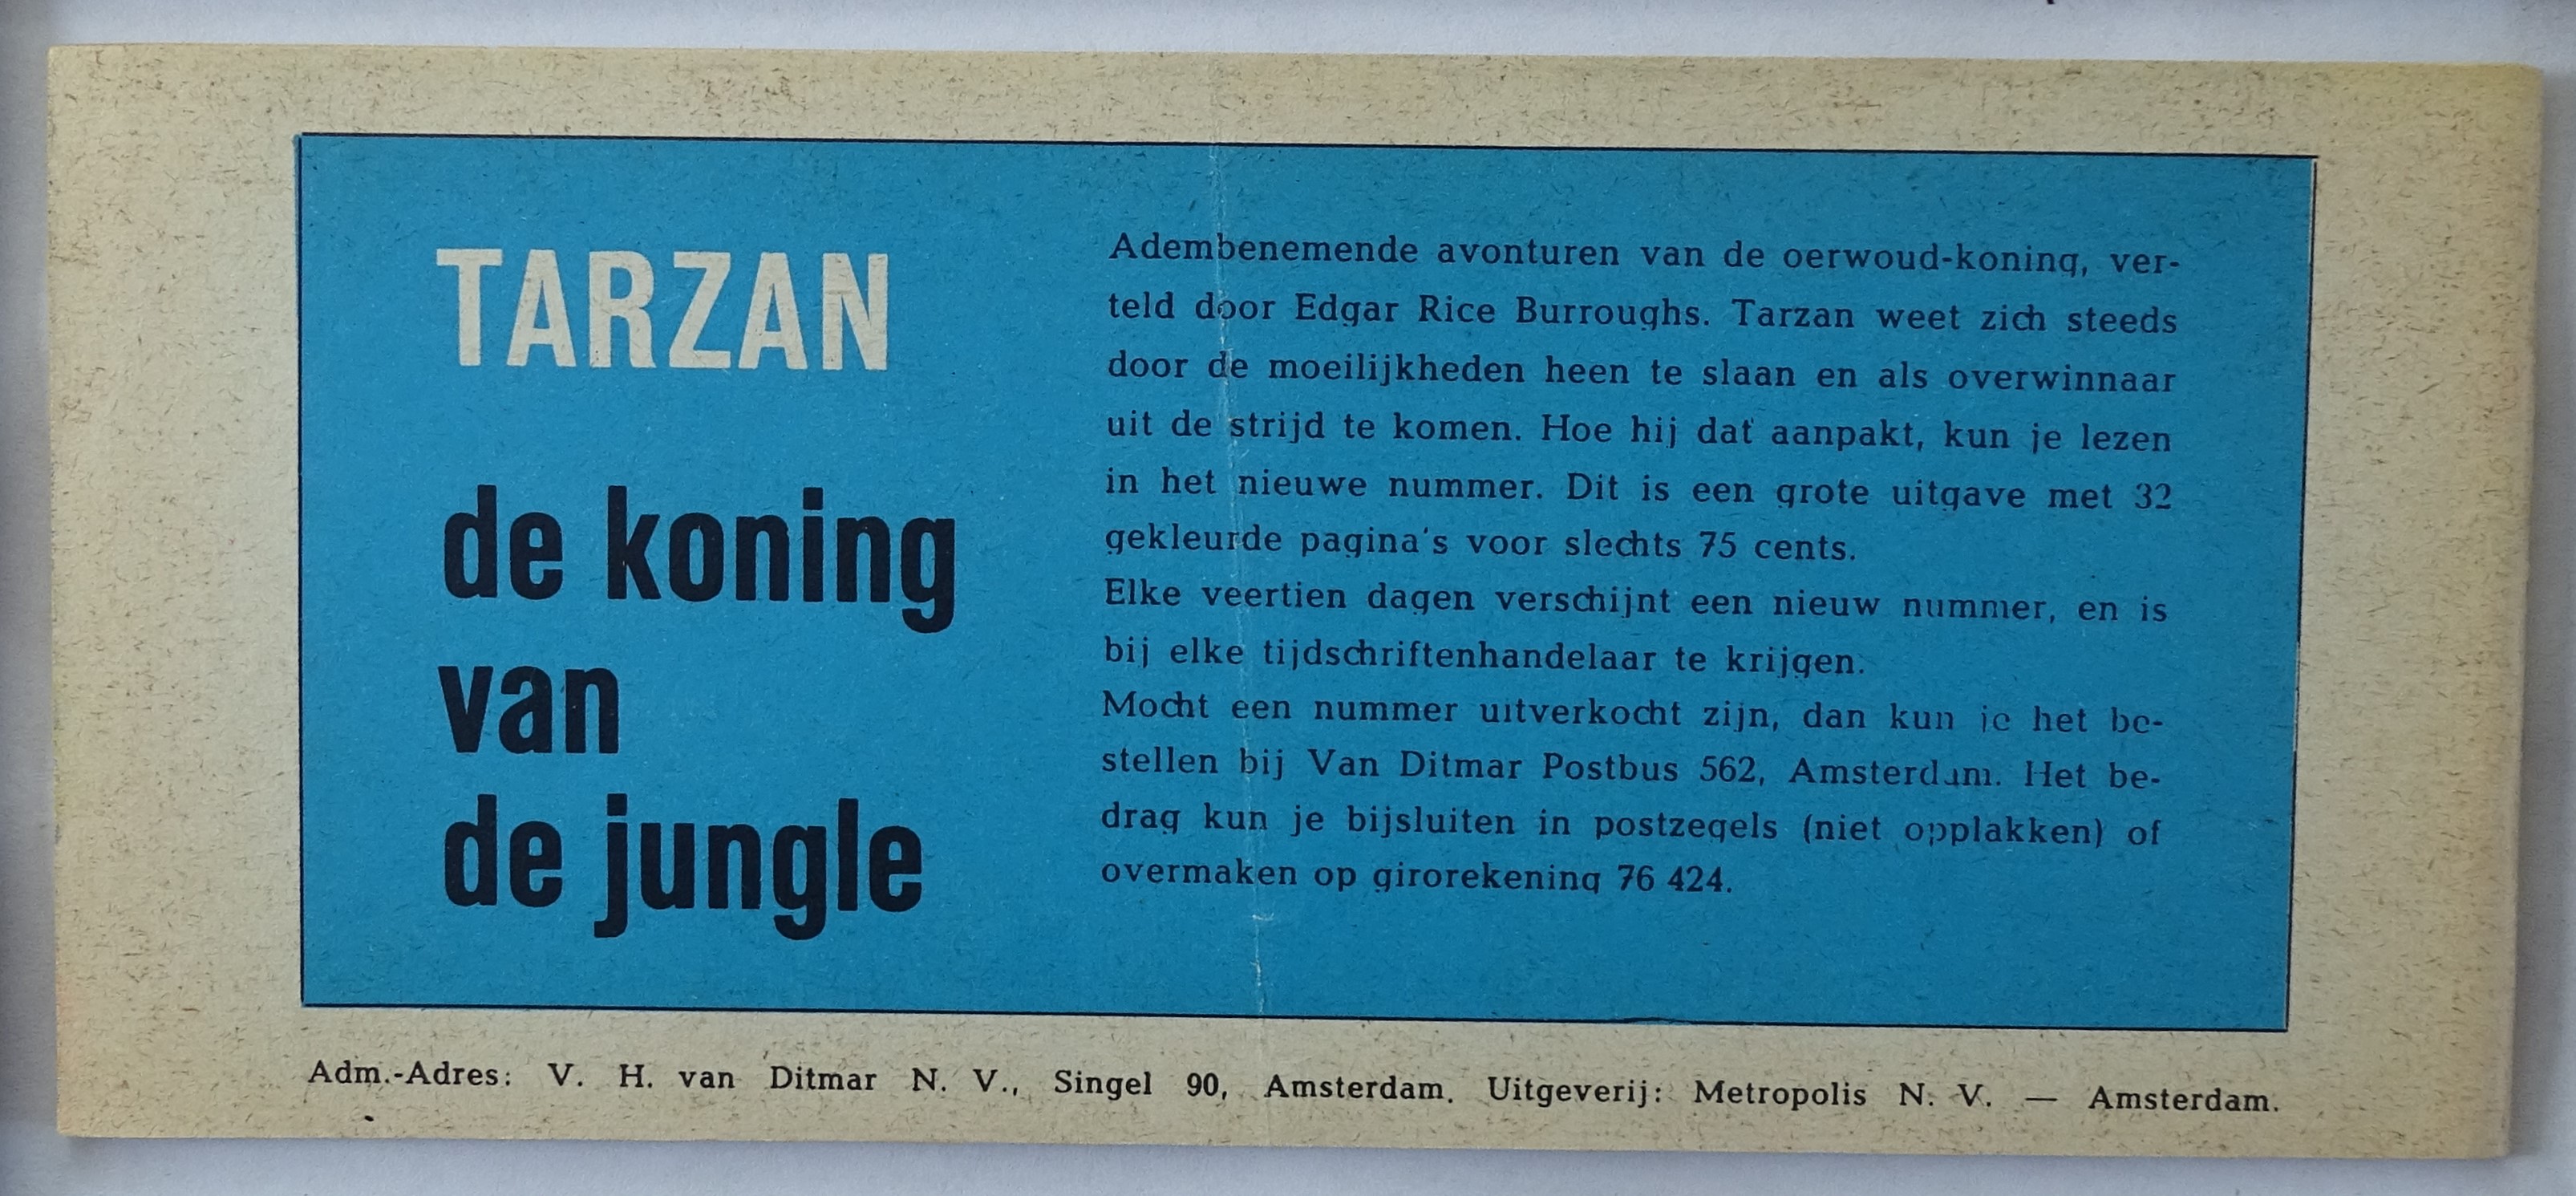 TARZAN
de koning
van
de jungle
Adembenemende avonturen van de oerwoud-koning, ver-
teld door Edgar Rice Burroughs. Tarzan weet zich steeds
door de moeilijkheden heen te slaan en als overwinnaar
uit de strijd te komen. Hoe hij dat aanpakt, kun je lezen
in het nieuwe nummer. Dit is een grote uitgave met 32
gekleurde pagina's voor slechts 75 cents.
Elke veertien dagen verschijnt een nieuw nummer, en is
bij elke tijdschriftenhandelaar te krijgen.
Mocht een nummer uitverkocht zijn, dan kun je het be-
stellen bij Van Ditmar Postbus 562, Amsterdam. Het be-
drag kun je bijsluiten in postzegels (niet opplakken) of
overmaken op girorekening 76 424.
Adm.-Adres: V. H. van Ditmar N. V., Singel 90, Amsterdam. Uitgeverij: Metropolis N. V. — Amsterdam.